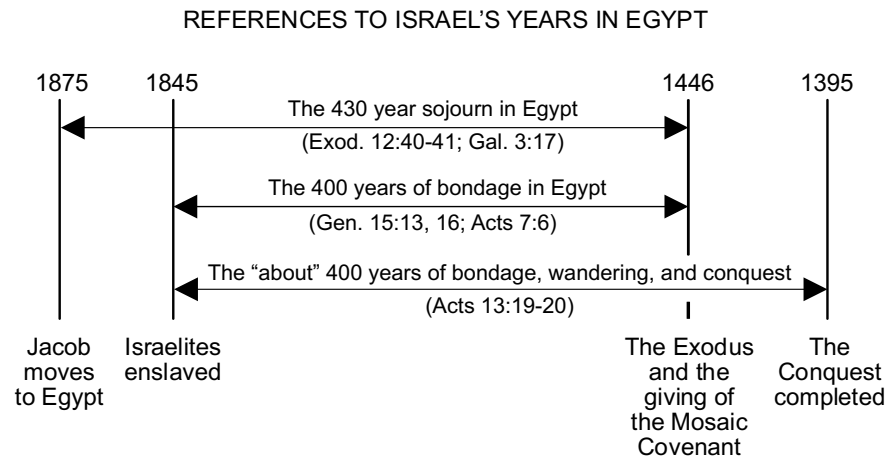 REFERENCES TO ISRAEL’S YEARS IN EGYPT
1875
1845
1446
1395
The 430 year sojourn in Egypt
(Exod. 12:40-41; Gal. 3:17)
The 400 years of bondage in Egypt
(Gen. 15:13, 16; Acts 7:6)
The “about” 400 years of bondage, wandering, and conquest
(Acts 13:19-20)
Jacob
moves
to Egypt
Israelites
enslaved
The Exodus
and the
giving of
the Mosaic
Covenant
The
Conquest
completed